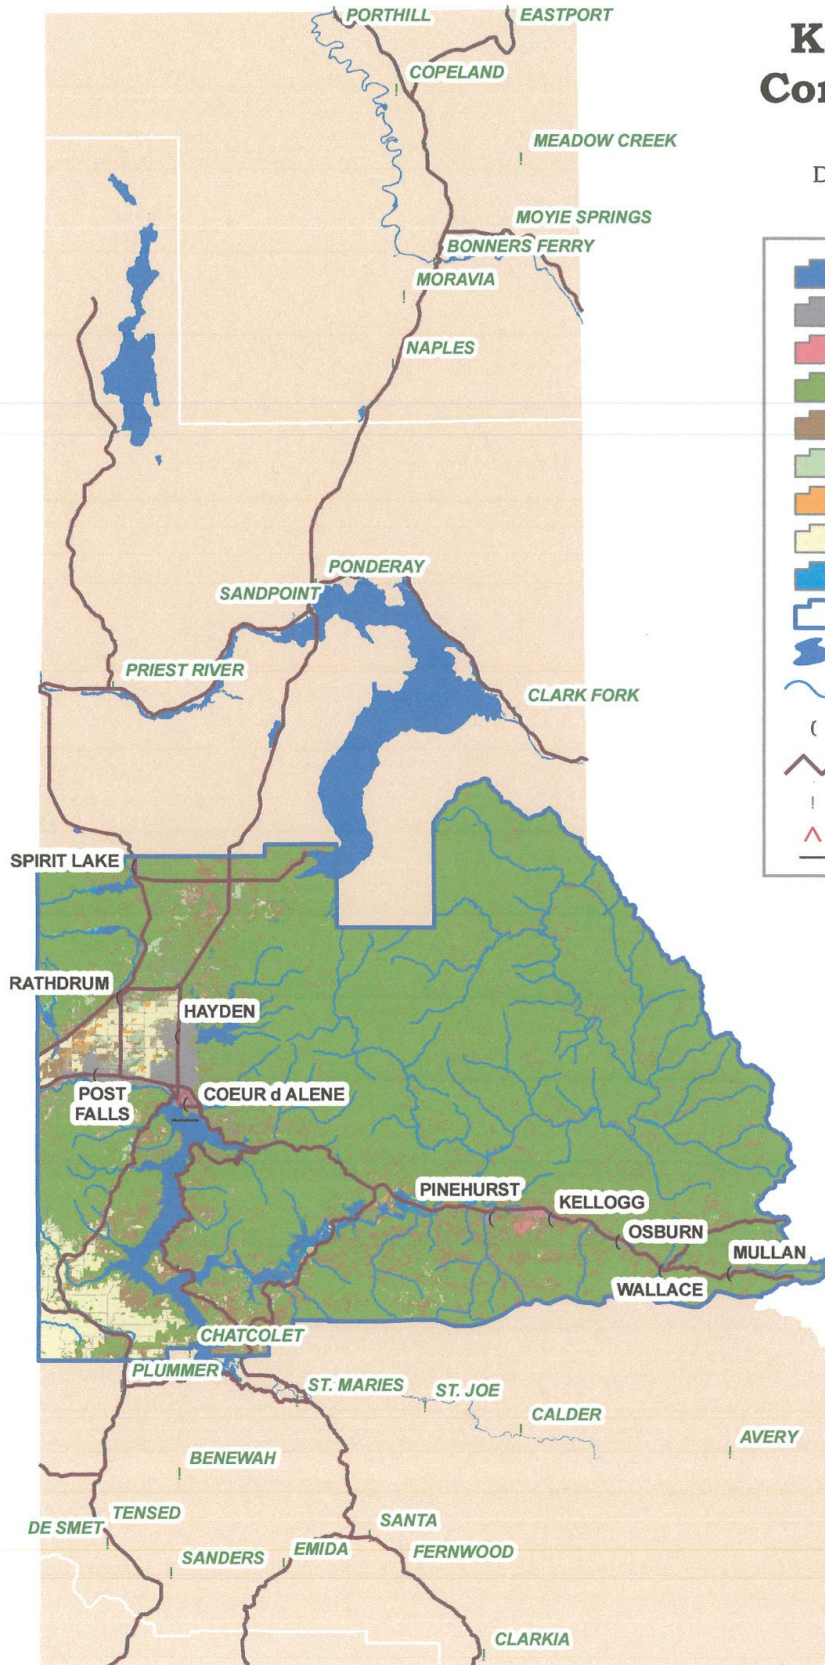 PORTHILL
EASTPORT
K
Cor
COPELAND
MEADOW CREEK
D
MOYIE SPRINGS
BONNERS FERRY
MORAVIA
NAPLES
PONDERAY
SANDPOINT
PRIEST RIVER
CLARK FORK
SPIRIT LAKE
RATHDRUM
HAYDEN
POST
FALLS
COEUR d ALENE
PINEHURST
KELLOGG
OSBURN
MULLAN
WALLACE
CHATCOLET
PLUMMER
ST. MARIES
ST. JOE
CALDER
AVERY
BENEWAH
TENSED
DE SMET
SANTA
SANDERS
EMIDA
FERNWOOD
CLARKIA